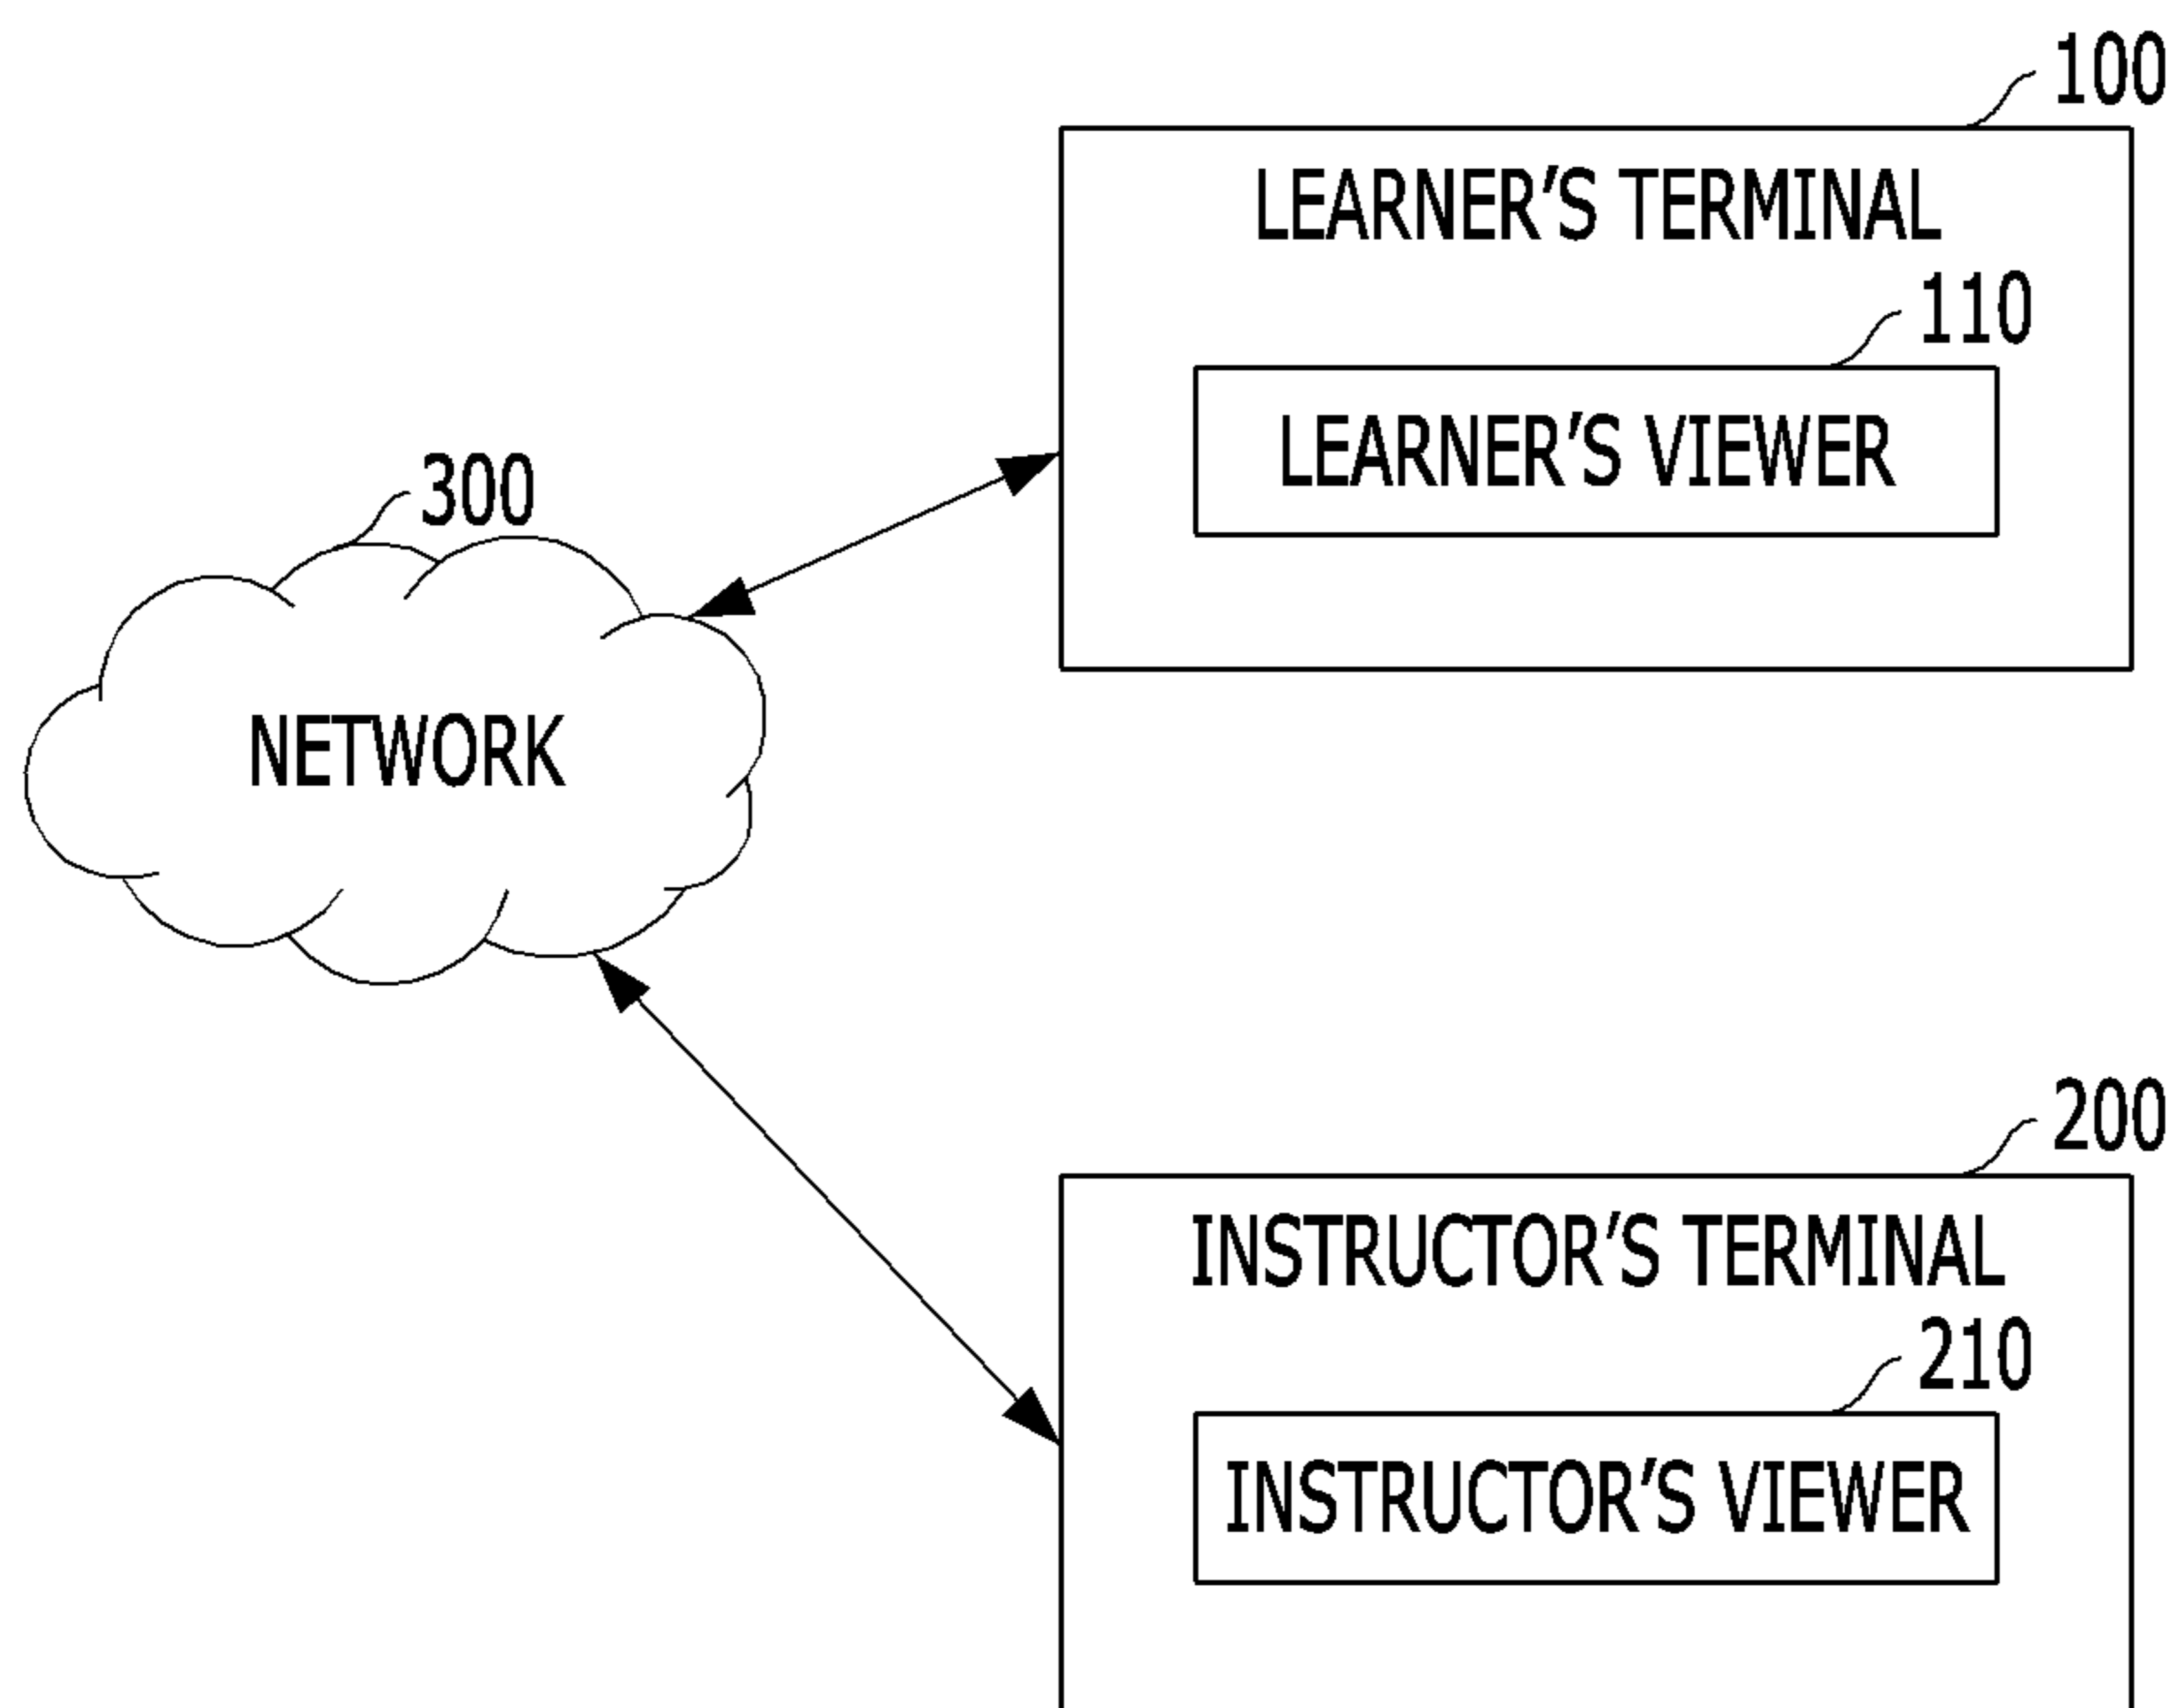 100
LEARNER'S TERMINAL
110
LEARNER'S VIEWER
300
NETWORK
200
INSTRUCTOR'S TERMINAL
210
INSTRUCTOR'S VIEWER